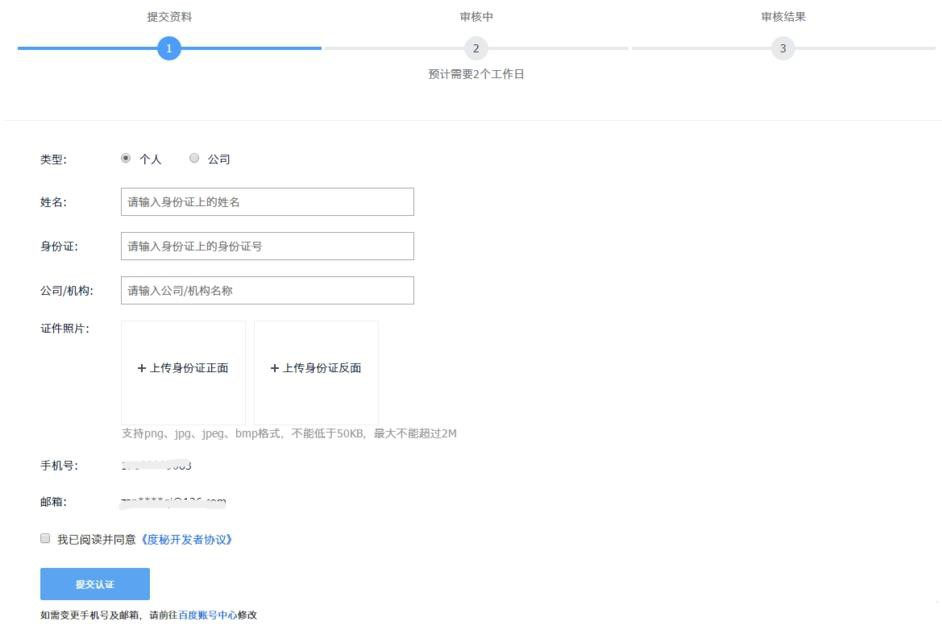 提交资料 审核中 审核结果
1 2 3
预计需要2个工作日
类型： 个人 公司
姓名： 请输入身份证上的姓名
身份证： 请输入身份证上的身份证号
公司/机构： 请输入公司/机构名称
证件照片： +上传身份证正面 +上传身份证反面
支持png、jpg、jpeg、bmp格式，不能低于50KB，最大不能超过2M
手机号：
邮箱：
我已阅读并同意《度秘开发者协议》
提交认证
如需变更手机号及邮箱，请前往百度账号中心修改